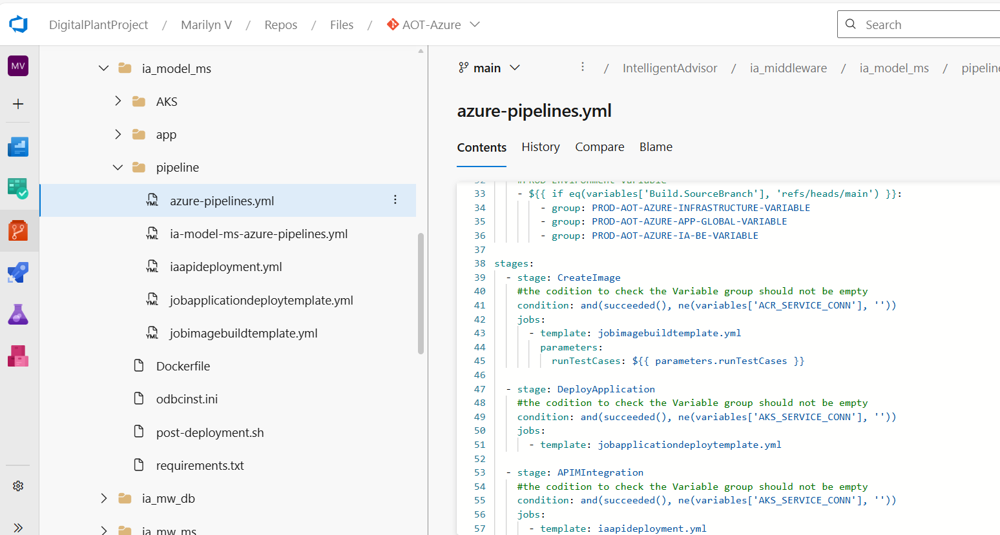 DigitalPlantProject / Marilyn V / Repos / Files / AOT-Azure
Search
MV
ia_model_ms
AKS
app
pipeline
azure-pipelines.yml
ia-model-ms-azure-pipelines.yml
iaapideployment.yml
jobapplicationdeploytemplate.yml
jobimagebuildtemplate.yml
Dockerfile
odbcinst.ini
post-deployment.sh
requirements.txt
ia_mw_db
ia_mw_ms
main
/ IntelligentAdvisor / ia_middleware / ia_model_ms / pipeline
azure-pipelines.yml
Contents History Compare Blame
32 #PROD Environment Variable
33 - ${{ if eq(variables['Build.SourceBranch'], 'refs/heads/main') }}:
34 - group: PROD-AOT-AZURE-INFRASTRUCTURE-VARIABLE
35 - group: PROD-AOT-AZURE-APP-GLOBAL-VARIABLE
36 - group: PROD-AOT-AZURE-IA-BE-VARIABLE
37
38 stages:
39 - stage: CreateImage
40 #the codition to check the Variable group should not be empty
41 condition: and(succeeded(), ne(variables['ACR_SERVICE_CONN'], ''))
42 jobs:
43 - template: jobimagebuildtemplate.yml
44 parameters:
45 runTestCases: ${{ parameters.runTestCases }}
46
47 - stage: DeployApplication
48 #the codition to check the Variable group should not be empty
49 condition: and(succeeded(), ne(variables['AKS_SERVICE_CONN'], ''))
50 jobs:
51 - template: jobapplicationdeploytemplate.yml
52
53 - stage: APIMIntegration
54 #the codition to check the Variable group should not be empty
55 condition: and(succeeded(), ne(variables['AKS_SERVICE_CONN'], ''))
56 jobs:
57 - template: iaapideployment.yml